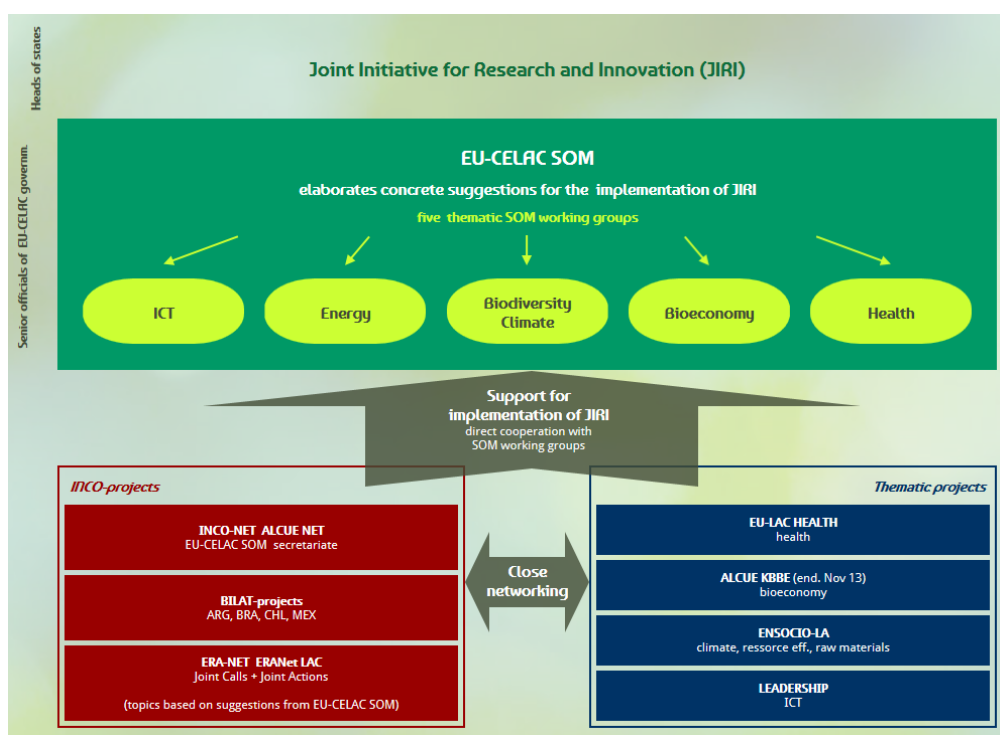 Heads of states
Joint Initiative for Research and Innovation (JIRI)
Senior officials of EU-CELAC governm.
EU-CELAC SOM
elaborates concrete suggestions for the implementation of JIRI
five thematic SOM working groups
ICT
Energy
Biodiversity
Climate
Bioeconomy
Health
Support for
implementation of JIRI
direct cooperation with
SOM working groups
INCO-projects
INCO-NET ALCUE NET
EU-CELAC SOM secretariate
BILAT-projects
ARG, BRA, CHL, MEX
ERA-NET ERANet LAC
Joint Calls + Joint Actions
(topics based on suggestions from EU-CELAC SOM)
Close
networking
Thematic projects
EU-LAC HEALTH
health
ALCUE KBBE (end. Nov 13)
bioeconomy
ENSOCIO-LA
climate, ressorce eff., raw materials
LEADERSHIP
ICT